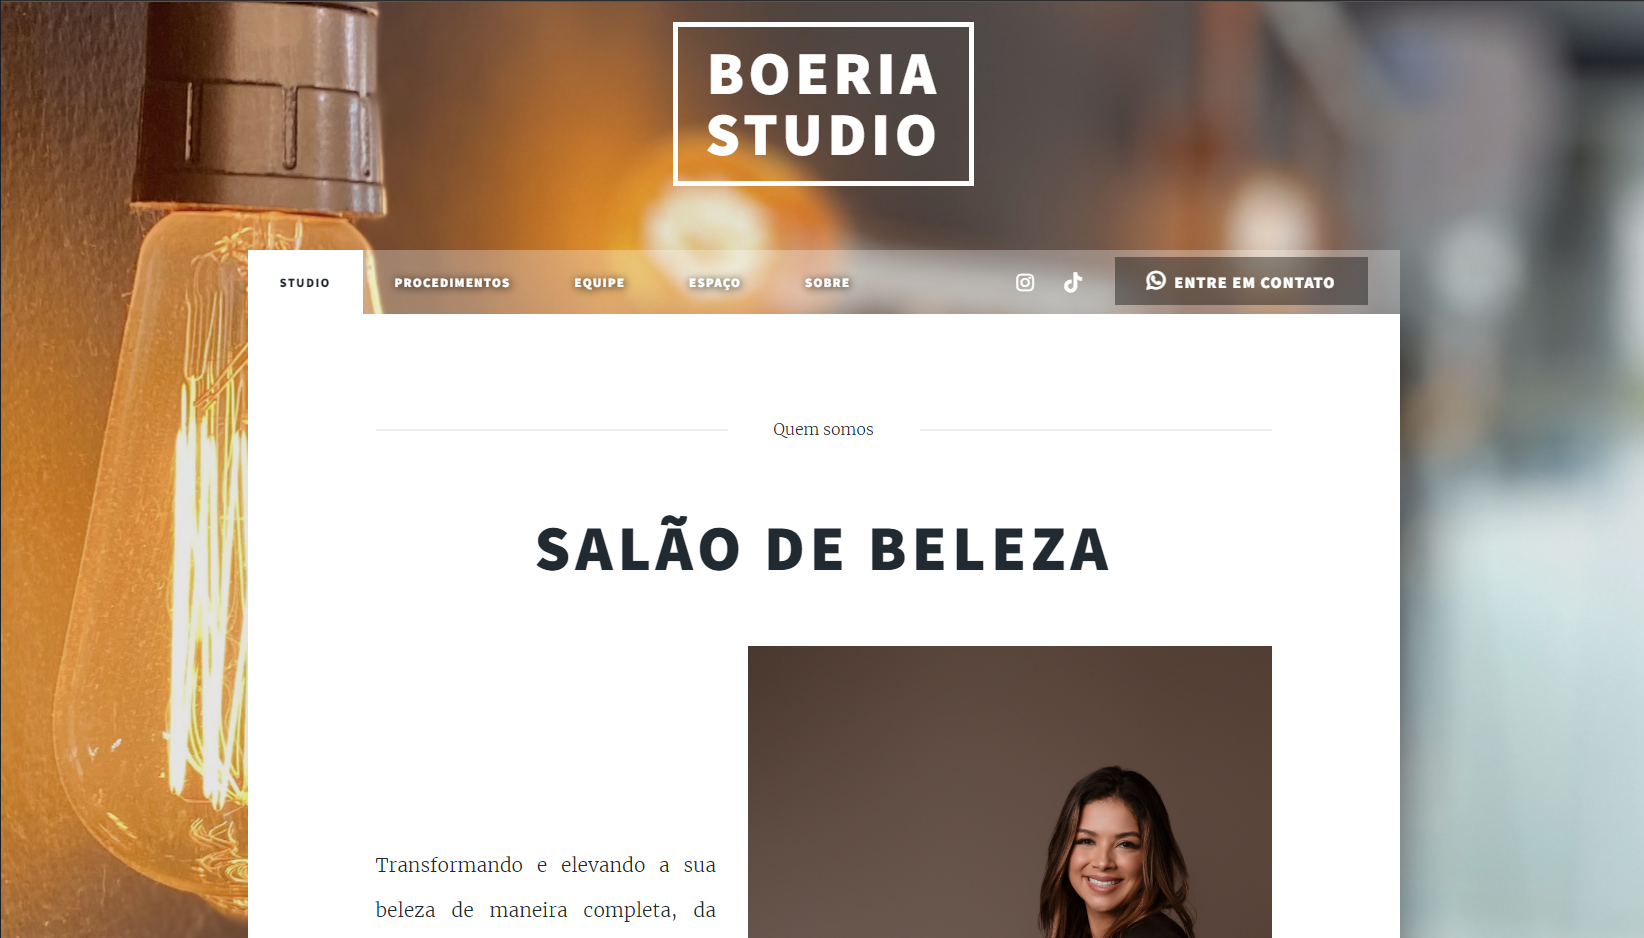 BOERIA
STUDIO
STUDIO PROCEDIMENTOS EQUIPE ESPAÇO SOBRE ENTRE EM CONTATO
Quem somos
SALÃO DE BELEZA
Transformando e elevando a sua
beleza de maneira completa, da